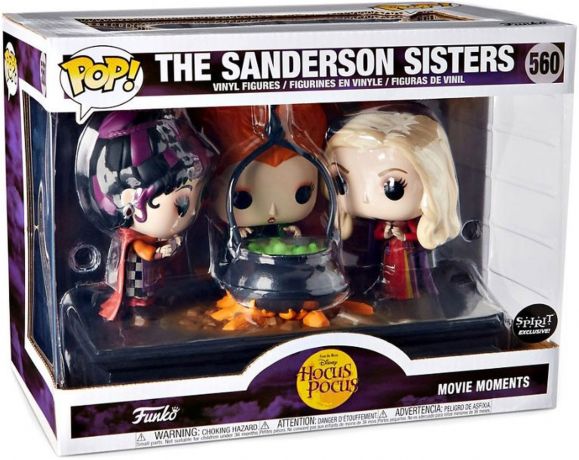 POP!
THE SANDERSON SISTERS
560
VINYL FIGURES / FIGURINES EN VINYLE / FIGURAS DE VINIL
SPIRIT
EXCLUSIVE!
Disney
HOCUS
POCUS
MOVIE MOMENTS
Funko
WARNING: CHOKING HAZARD
ATTENTION: DANGER D'ÉTOUFFEMENT.
ADVERTENCIA: PELIGRO DE ASFIXIA.